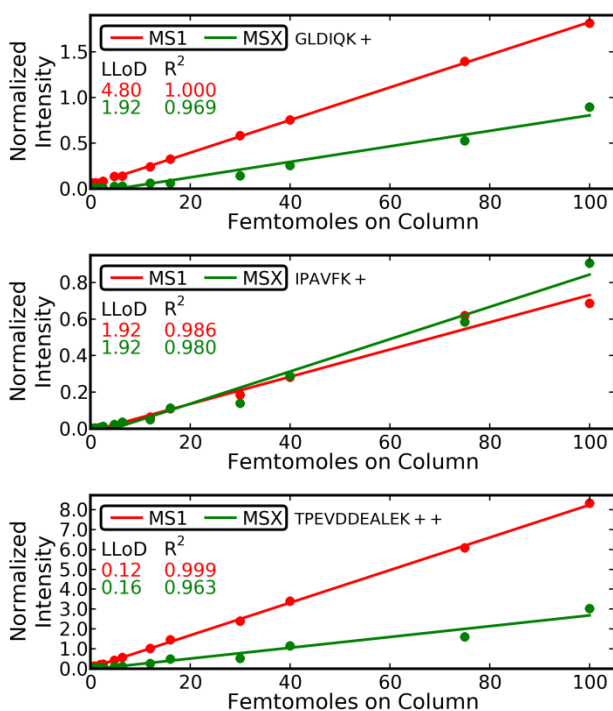 MS1 MSX GLDIQK +
LLoD R2
4.80 1.000
1.92 0.969
Normalized
Intensity
1.5
1.0
0.5
0.0
0 20 40 60 80 100
Femtomoles on Column
MS1 MSX IPAVFK +
LLoD R2
1.92 0.986
1.92 0.980
Normalized
Intensity
0.8
0.6
0.4
0.2
0.0
0 20 40 60 80 100
Femtomoles on Column
MS1 MSX TPEVDDEALEK + +
LLoD R2
0.12 0.999
0.16 0.963
Normalized
Intensity
8.0
7.0
6.0
5.0
4.0
3.0
2.0
1.0
0.0
0 20 40 60 80 100
Femtomoles on Column